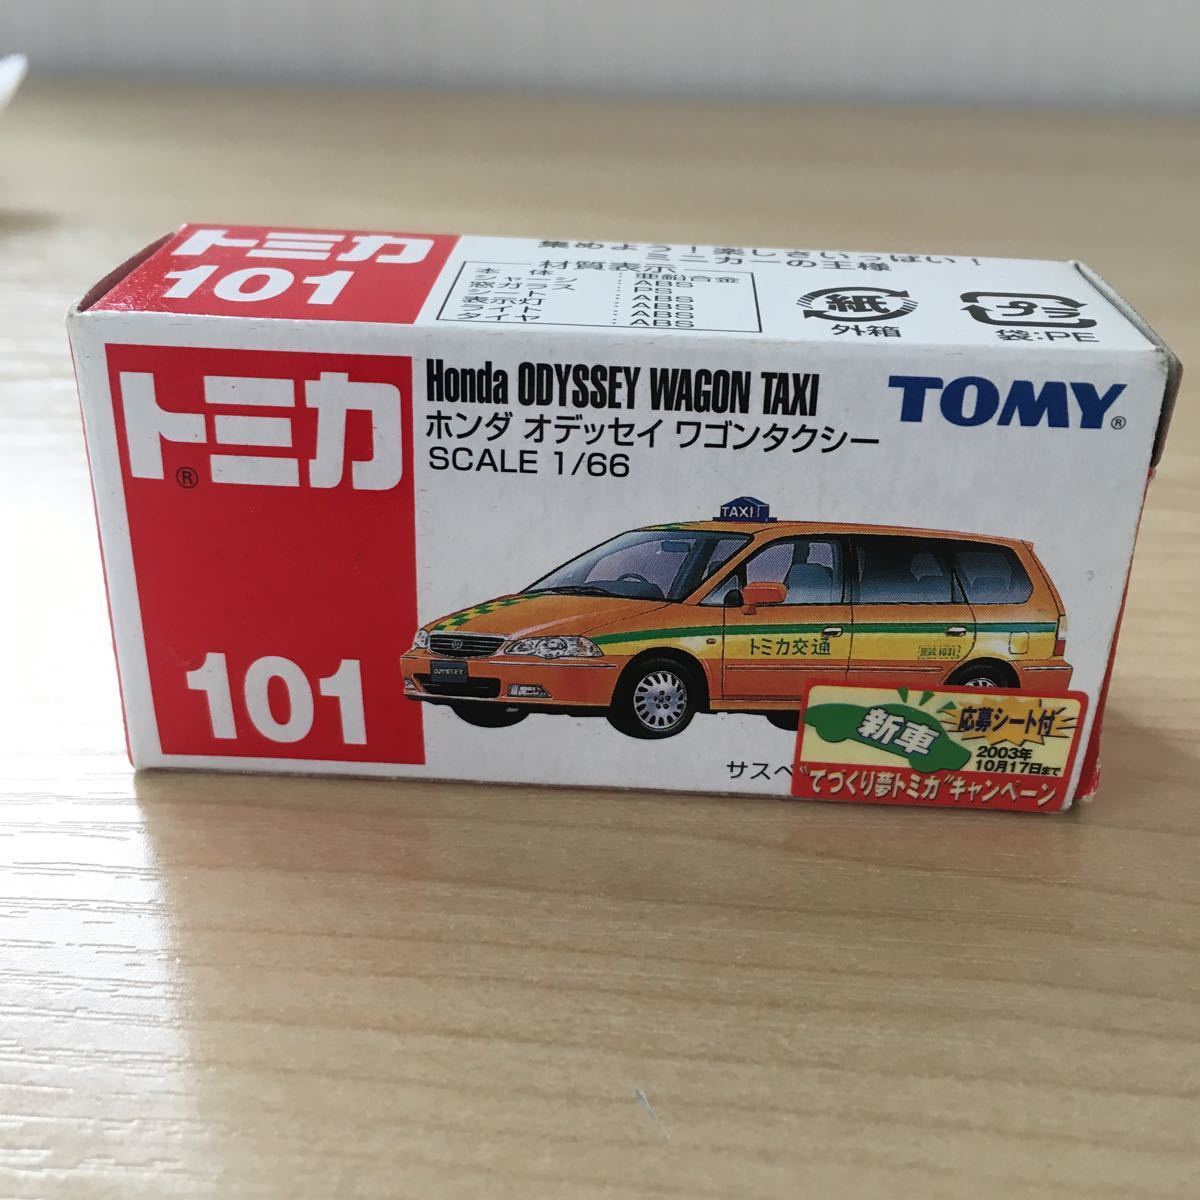 トミカ
101
集めよう！楽しさいっぱい！
ミニカーの王様
材質表示
本体 亜鉛合金
シャーシ ABS
窓ガラス PS
シート ABS
表示灯 ABS
タイヤ ABS
紙
外箱
プラ
袋:PE
トミカ®
101
Honda ODYSSEY WAGON TAXI
ホンダ オデッセイ ワゴンタクシー
SCALE 1/66
TOMY®
TAXI
トミカ交通
1031
ODYSSEY
サスペ
新車
応募シート付
2003年
10月17日まで
"てづくり夢トミカ"キャンペーン